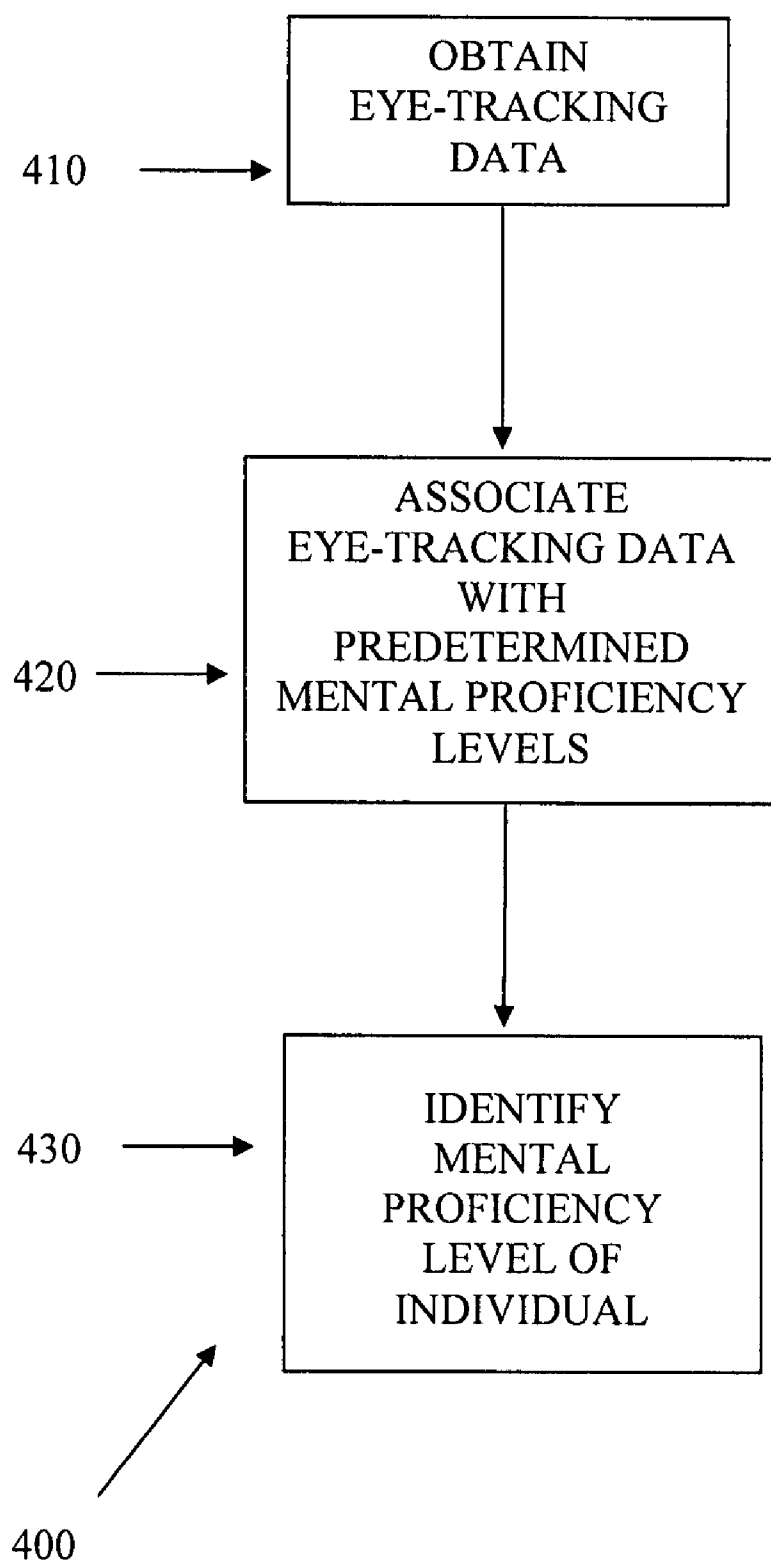 OBTAIN
EYE-TRACKING
DATA
410
ASSOCIATE
EYE-TRACKING DATA
WITH
PREDETERMINED
MENTAL PROFICIENCY
LEVELS
420
IDENTIFY
MENTAL
PROFICIENCY
LEVEL OF
INDIVIDUAL
430
400